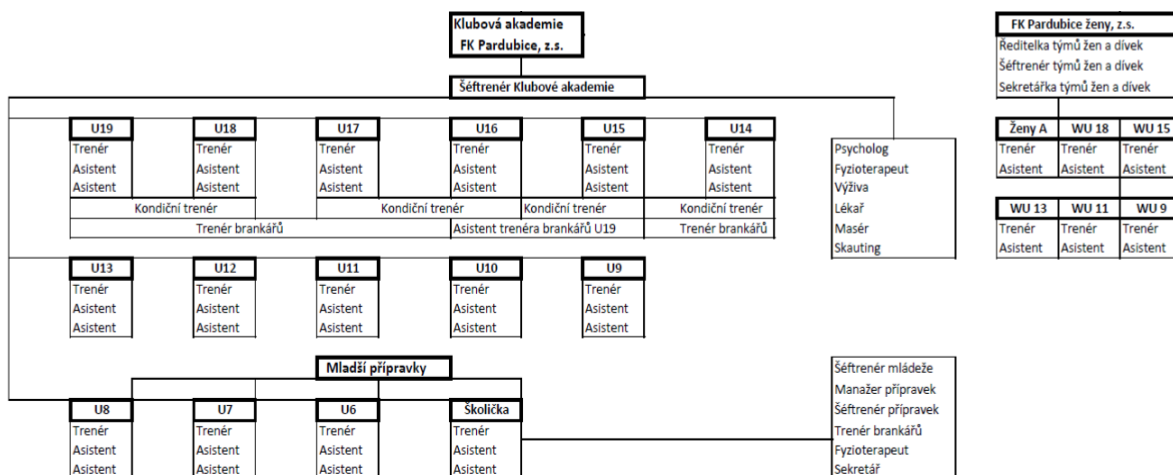 Klubová akademie
FK Pardubice, z.s.
Šéftrenér Klubové akademie
U19 U18 U17 U16 U15 U14
Trenér Trenér Trenér Trenér Trenér Trenér
Asistent Asistent Asistent Asistent Asistent Asistent
Asistent Asistent Asistent Asistent Asistent Asistent
Kondiční trenér Kondiční trenér Kondiční trenér Kondiční trenér
Trenér brankářů Asistent trenéra brankářů U19 Trenér brankářů
Psycholog
Fyzioterapeut
Výživa
Lékař
Masér
Skauting
U13 U12 U11 U10 U9
Trenér Trenér Trenér Trenér Trenér
Asistent Asistent Asistent Asistent Asistent
Asistent Asistent Asistent Asistent Asistent
Mladší přípravky
U8 U7 U6 Školička
Trenér Trenér Trenér Trenér
Asistent Asistent Asistent Asistent
Asistent Asistent Asistent Asistent
Šéftrenér mládeže
Manažer přípravek
Šéftrenér přípravek
Trenér brankářů
Fyzioterapeut
Sekretář
FK Pardubice ženy, z.s.
Ředitelka týmů žen a dívek
Šéftrenér týmů žen a dívek
Sekretářka týmů žen a dívek
Ženy A WU 18 WU 15
Trenér Trenér Trenér
Asistent Asistent Asistent
WU 13 WU 11 WU 9
Trenér Trenér Trenér
Asistent Asistent Asistent